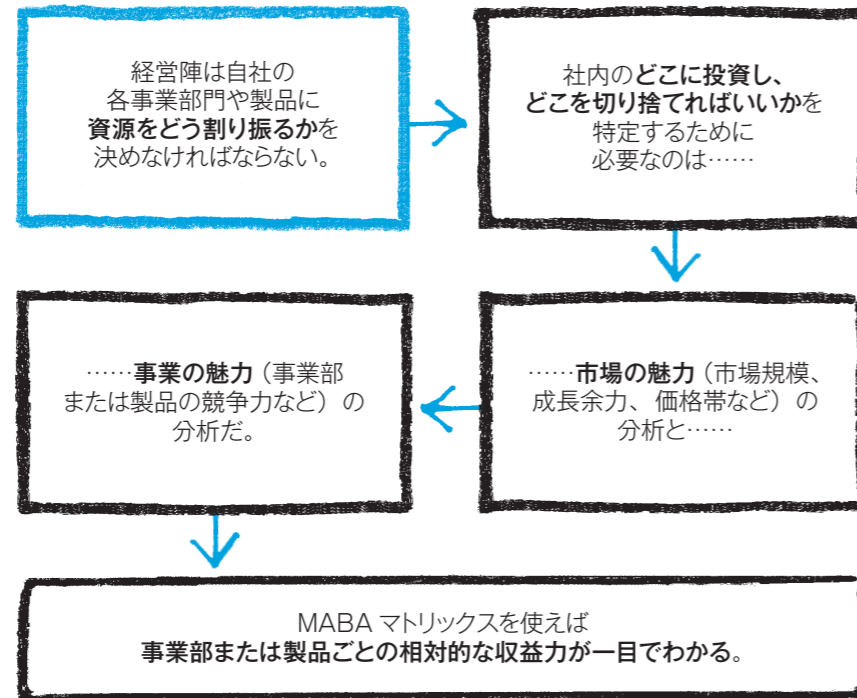 経営陣は自社の
各事業部門や製品に
資源をどう割り振るかを
決めなければならない。
社内のどこに投資し、
どこを切り捨てればいいかを
特定するために
必要なのは……
……市場の魅力（市場規模、
成長余力、価格帯など）の
分析と……
……事業の魅力（事業部
または製品の競争力など）の
分析だ。
MABA マトリックスを使えば
事業部または製品ごとの相対的な収益力が一目でわかる。